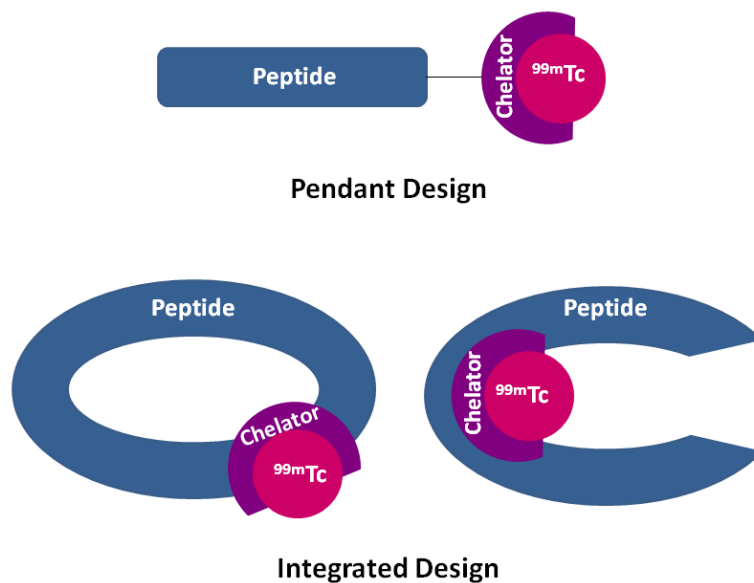 Peptide
Chelator
⁹⁹ᵐTc
Pendant Design
Peptide
Chelator
⁹⁹ᵐTc
Peptide
Chelator
⁹⁹ᵐTc
Integrated Design